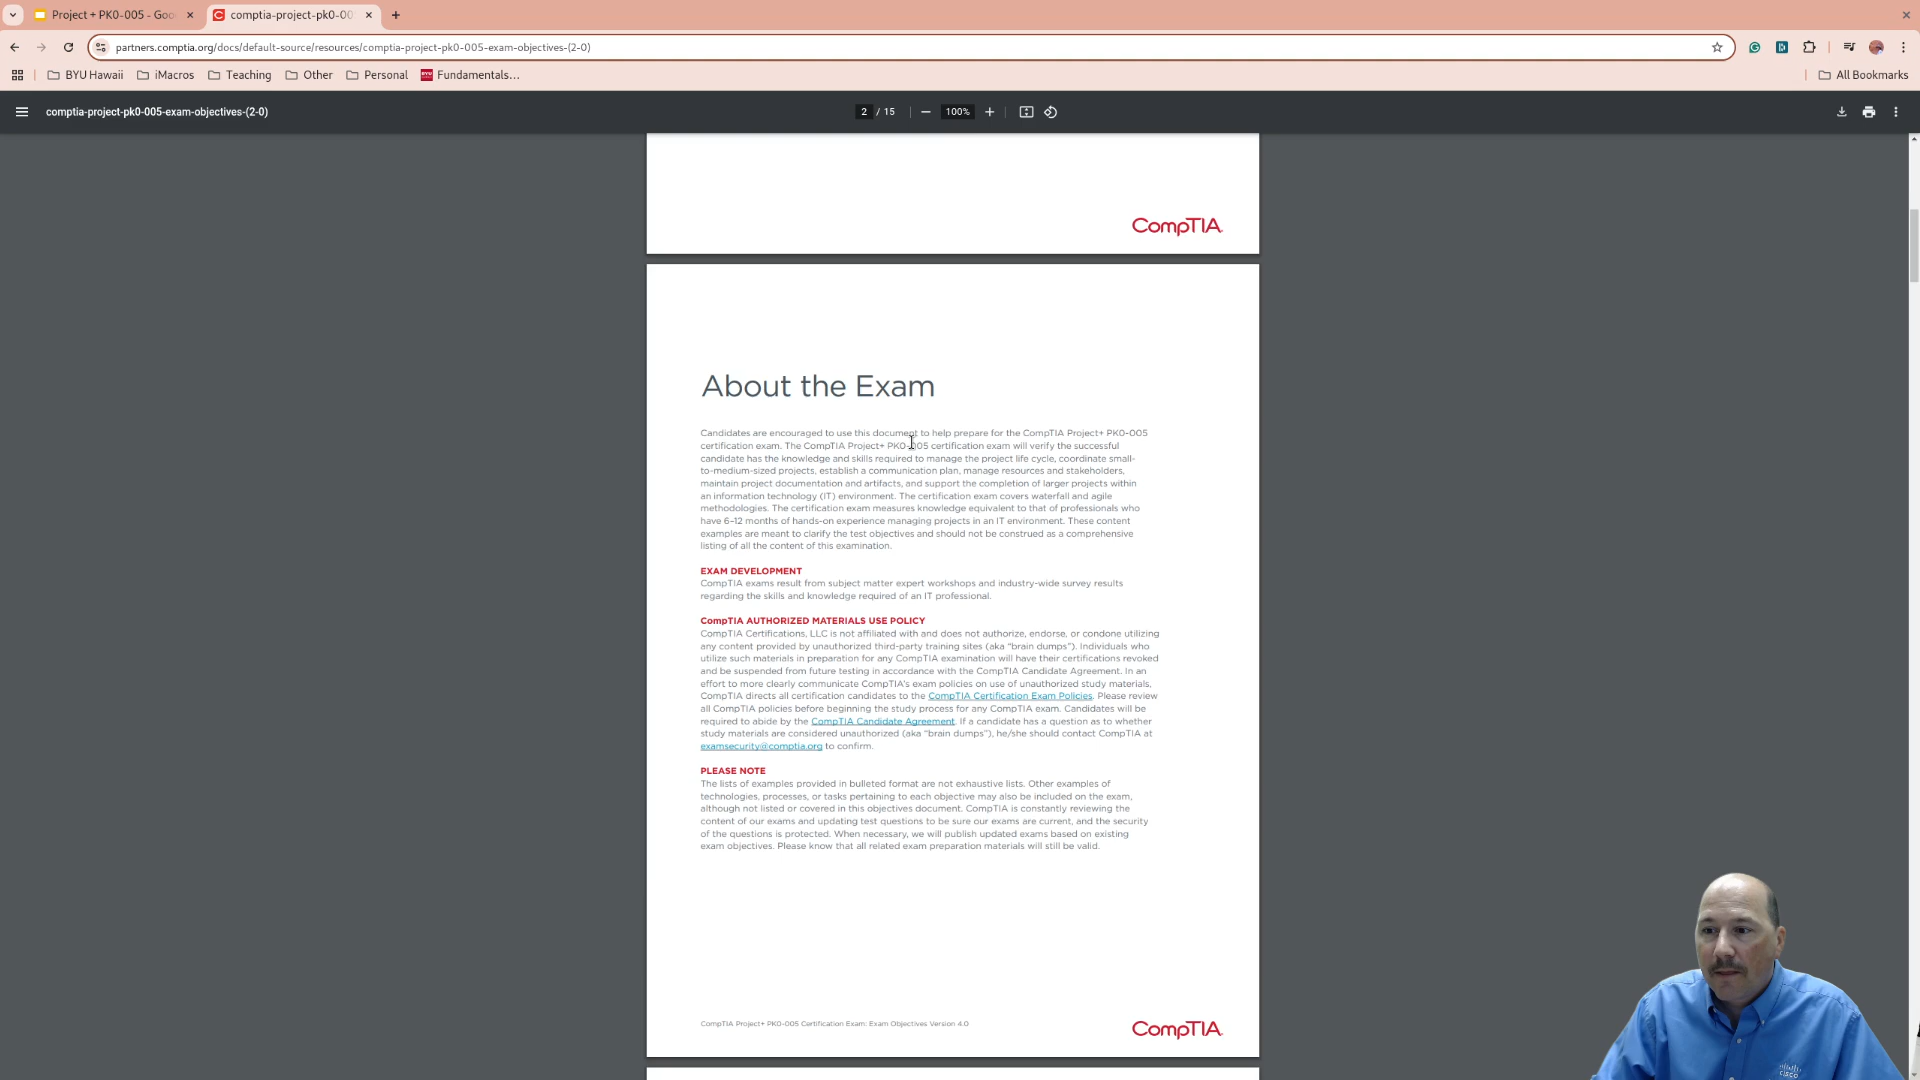 Project + PK0-005 - Goo
comptia-project-pk0-00
partners.comptia.org/docs/default-source/resources/comptia-project-pk0-005-exam-objectives-(2-0)
BYU Hawaii
iMacros
Teaching
Other
Personal
BYU
Fundamentals...
All Bookmarks
comptia-project-pk0-005-exam-objectives-(2-0)
2 / 15
100%
CompTIA.
About the Exam
Candidates are encouraged to use this document to help prepare for the CompTIA Project+ PK0-005
certification exam. The CompTIA Project+ PK0-005 certification exam will verify the successful
candidate has the knowledge and skills required to manage the project life cycle, coordinate small-
to-medium-sized projects, establish a communication plan, manage resources and stakeholders,
maintain project documentation and artifacts, and support the completion of larger projects within
an information technology (IT) environment. The certification exam covers waterfall and agile
methodologies. The certification exam measures knowledge equivalent to that of professionals who
have 6-12 months of hands-on experience managing projects in an IT environment. These content
examples are meant to clarify the test objectives and should not be construed as a comprehensive
listing of all the content of this examination.
EXAM DEVELOPMENT
CompTIA exams result from subject matter expert workshops and industry-wide survey results
regarding the skills and knowledge required of an IT professional.
CompTIA AUTHORIZED MATERIALS USE POLICY
CompTIA Certifications, LLC is not affiliated with and does not authorize, endorse, or condone utilizing
any content provided by unauthorized third-party training sites (aka “brain dumps”). Individuals who
utilize such materials in preparation for any CompTIA examination will have their certifications revoked
and be suspended from future testing in accordance with the CompTIA Candidate Agreement. In an
effort to more clearly communicate CompTIA's exam policies on use of unauthorized study materials,
CompTIA directs all certification candidates to the CompTIA Certification Exam Policies. Please review
all CompTIA policies before beginning the study process for any CompTIA exam. Candidates will be
required to abide by the CompTIA Candidate Agreement. If a candidate has a question as to whether
study materials are considered unauthorized (aka “brain dumps”), he/she should contact CompTIA at
examsecurity@comptia.org to confirm.
PLEASE NOTE
The lists of examples provided in bulleted format are not exhaustive lists. Other examples of
technologies, processes, or tasks pertaining to each objective may also be included on the exam,
although not listed or covered in this objectives document. CompTIA is constantly reviewing the
content of our exams and updating test questions to be sure our exams are current, and the security
of the questions is protected. When necessary, we will publish updated exams based on existing
exam objectives. Please know that all related exam preparation materials will still be valid.
CompTIA Project+ PK0-005 Certification Exam: Exam Objectives Version 4.0
CompTIA.
CISCO